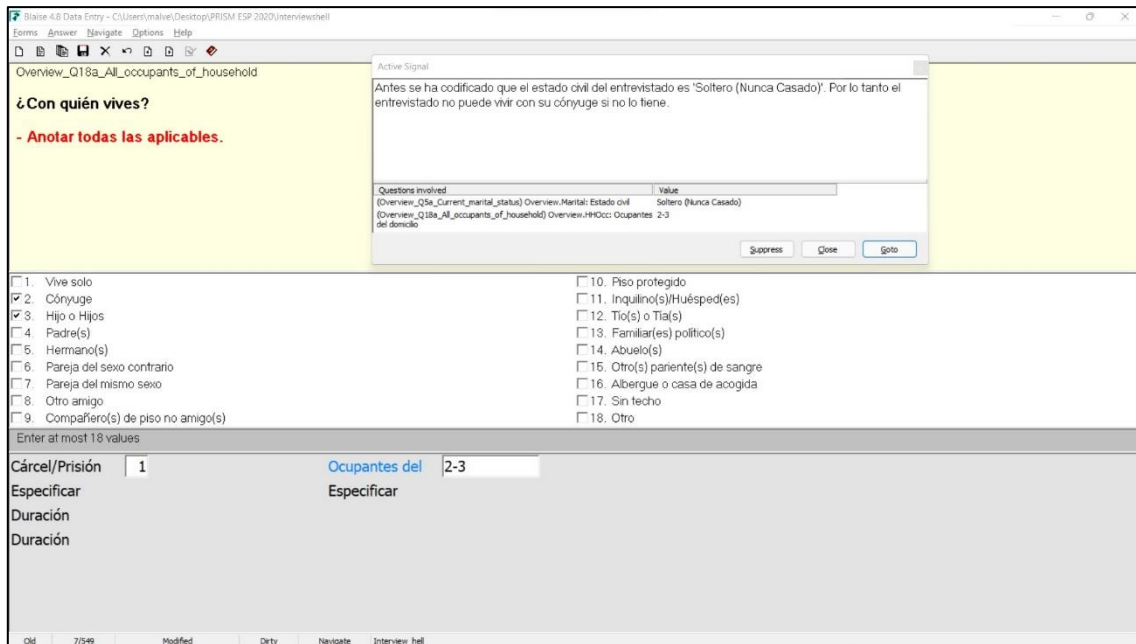 Blaise 4.8 Data Entry - C:\Users\malve\Desktop\PRISM ESP 2020\interviewshell
Forms Answer Navigate Options Help
Overview_Q18a_All_occupants_of_household
¿Con quién vives?
- Anotar todas las aplicables.
Active Signal
Antes se ha codificado que el estado civil del entrevistado es 'Soltero (Nunca Casado)'. Por lo tanto el
entrevistado no puede vivir con su cónyuge si no lo tiene.
Questions involved Value
(Overview_Q5a_Current_marital_status) Overview.Marital: Estado civil Soltero (Nunca Casado)
(Overview_Q18a_All_occupants_of_household) Overview.HHOcc: Ocupantes 2-3
del domicilio
Suppress Close Goto
1. Vive solo
2. Cónyuge
3. Hijo o Hijos
4. Padre(s)
5. Hermano(s)
6. Pareja del sexo contrario
7. Pareja del mismo sexo
8. Otro amigo
9. Compañero(s) de piso no amigo(s)
10. Piso protegido
11. Inquilino(s)/Huésped(es)
12. Tío(s) o Tía(s)
13. Familiar(es) político(s)
14. Abuelo(s)
15. Otro(s) pariente(s) de sangre
16. Albergue o casa de acogida
17. Sin techo
18. Otro
Enter at most 18 values
Cárcel/Prisión 1 Ocupantes del 2-3
Especificar Especificar
Duración
Duración
Old 7/549 Modified Dirty Navigate Interview_hell